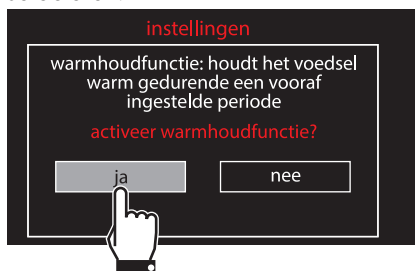 instellingen
warmhoudfunctie: houdt het voedsel
warm gedurende een vooraf
ingestelde periode
activeer warmhoudfunctie?
ja
nee